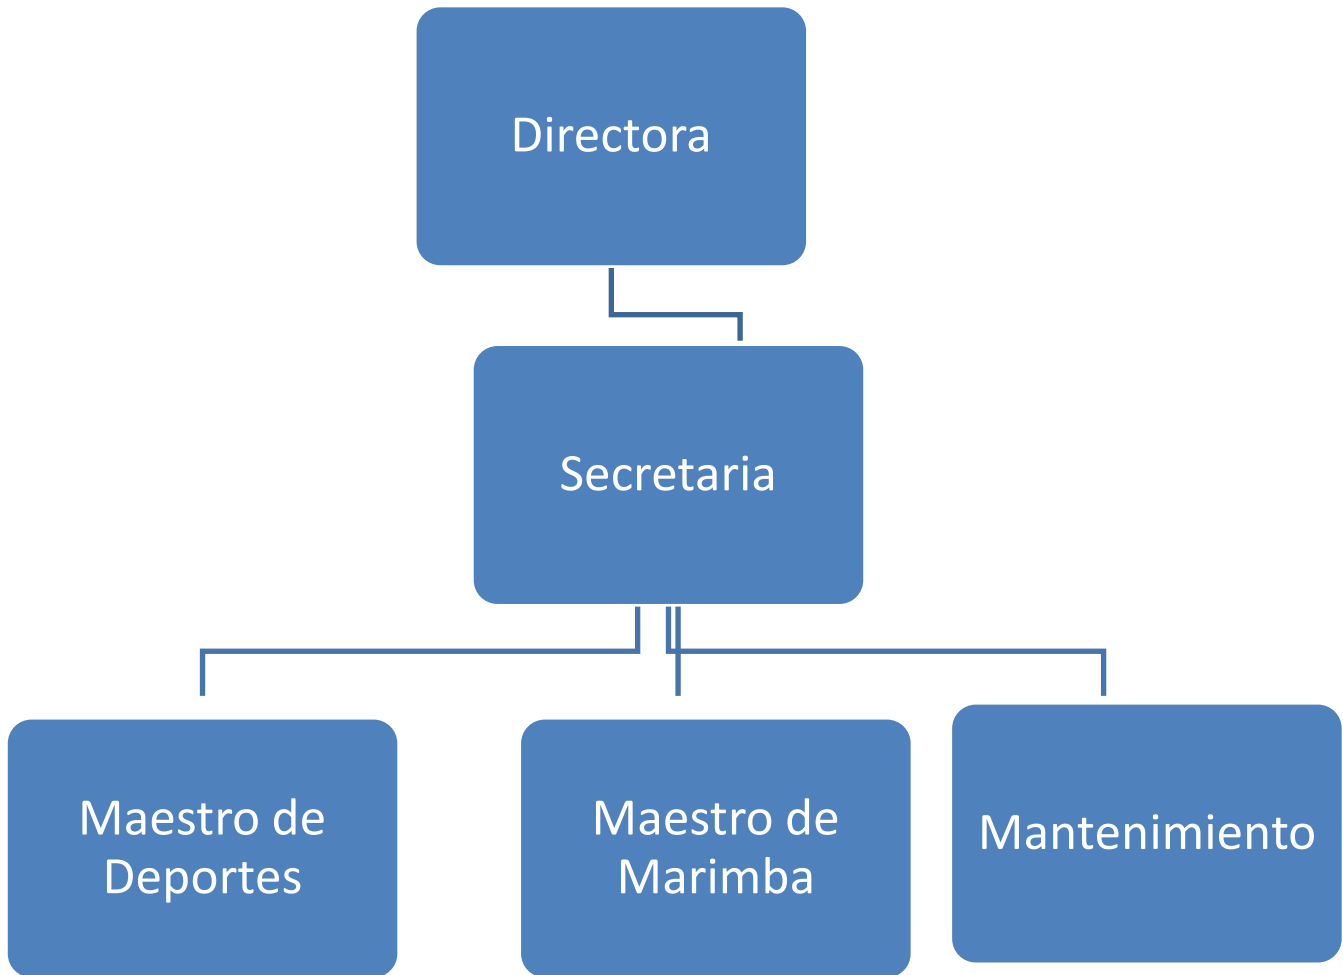 Directora
Secretaria
Maestro de
Deportes
Maestro de
Marimba
Mantenimiento